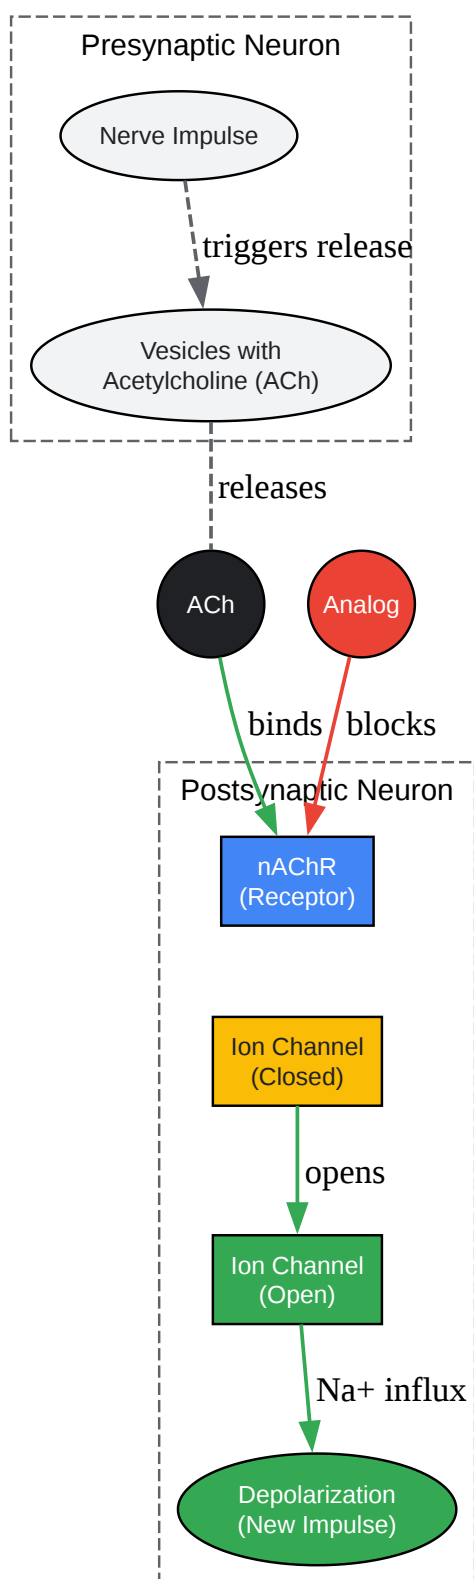 Presynaptic Neuron
Nerve Impulse
triggers release
Vesicles with
Acetylcholine (ACh)
releases
ACh
Analog
binds
blocks
Postsynaptic Neuron
nAChR
(Receptor)
Ion Channel
(Closed)
opens
Ion Channel
(Open)
Na+ influx
Depolarization
(New Impulse)